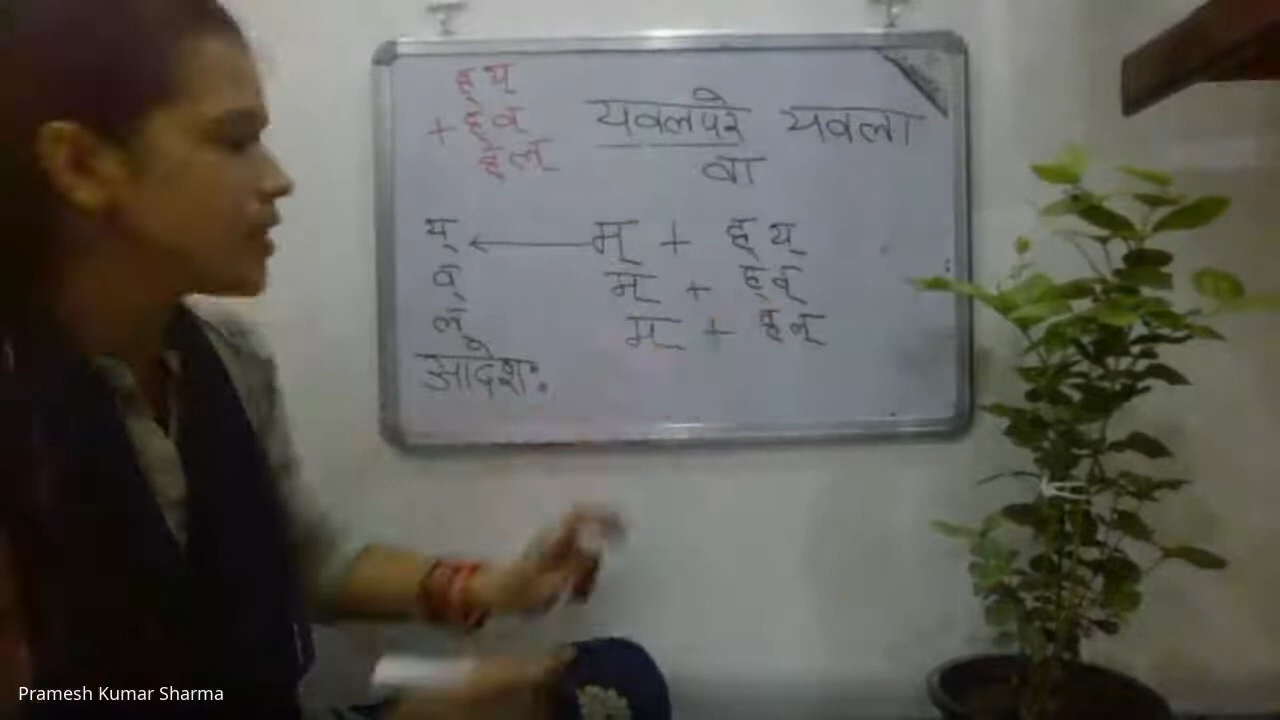 ह् य्
+ ह् व्
ह् ल्
यवलपरे यवला
वा
य् ← म् + ह् य्
व् म् + ह् व्
ल् म् + ह् ल्
आदेशः
Pramesh Kumar Sharma